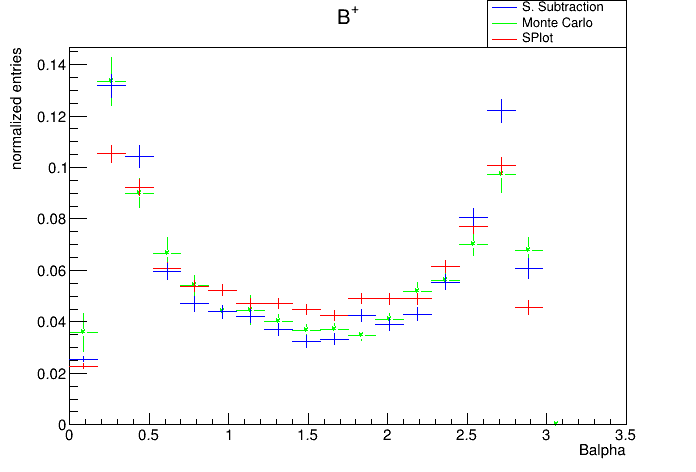 B+
S. Subtraction
Monte Carlo
SPlot
normalized entries
0.14
0.12
0.1
0.08
0.06
0.04
0.02
0
0 0.5 1 1.5 2 2.5 3 3.5
Balpha